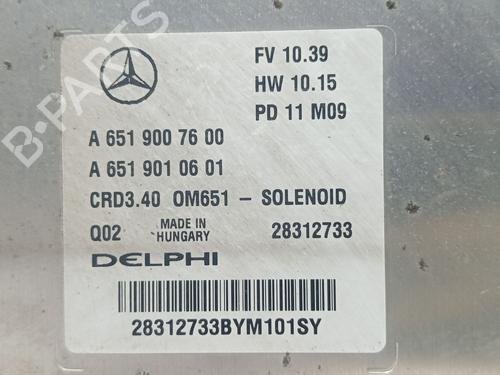 FV 10.39
HW 10.15
PD 11 M09
A 651 900 76 00
A 651 901 06 01
CRD3.40 OM651 – SOLENOID
Q02 MADE IN HUNGARY 28312733
DELPHI
28312733BYM101SY
B-PARTS